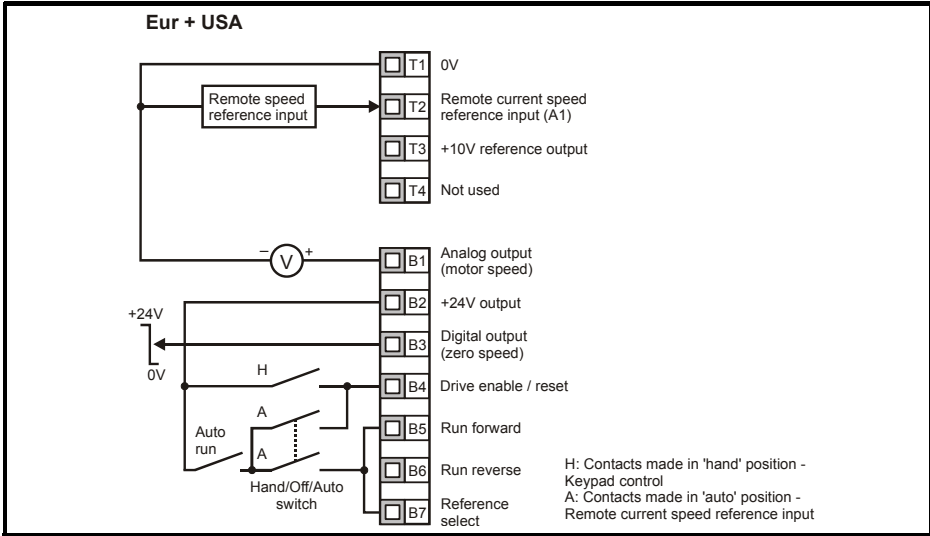 Eur + USA
T1 0V
Remote speed
reference input
T2 Remote current speed
reference input (A1)
T3 +10V reference output
T4 Not used
– V +
B1 Analog output
(motor speed)
B2 +24V output
+24V
0V
B3 Digital output
(zero speed)
H
B4 Drive enable / reset
A
B5 Run forward
Auto
run
A
B6 Run reverse
Hand/Off/Auto
switch
B7 Reference
select
H: Contacts made in 'hand' position -
Keypad control
A: Contacts made in 'auto' position -
Remote current speed reference input